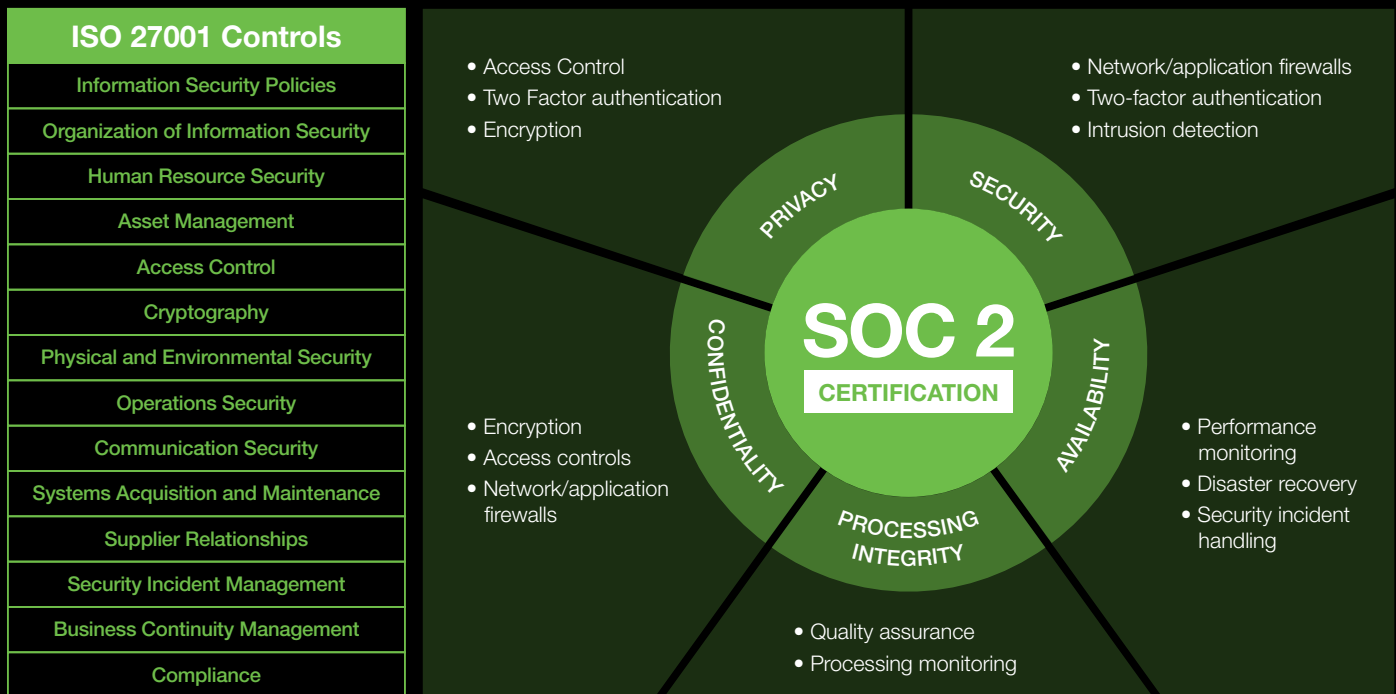 ISO 27001 Controls
Information Security Policies
Organization of Information Security
Human Resource Security
Asset Management
Access Control
Cryptography
Physical and Environmental Security
Operations Security
Communication Security
Systems Acquisition and Maintenance
Supplier Relationships
Security Incident Management
Business Continuity Management
Compliance
• Access Control
• Two Factor authentication
• Encryption
• Network/application firewalls
• Two-factor authentication
• Intrusion detection
PRIVACY
SECURITY
SOC 2
CERTIFICATION
CONFIDENTIALITY
AVAILABILITY
PROCESSING
INTEGRITY
• Encryption
• Access controls
• Network/application
firewalls
• Performance
monitoring
• Disaster recovery
• Security incident
handling
• Quality assurance
• Processing monitoring